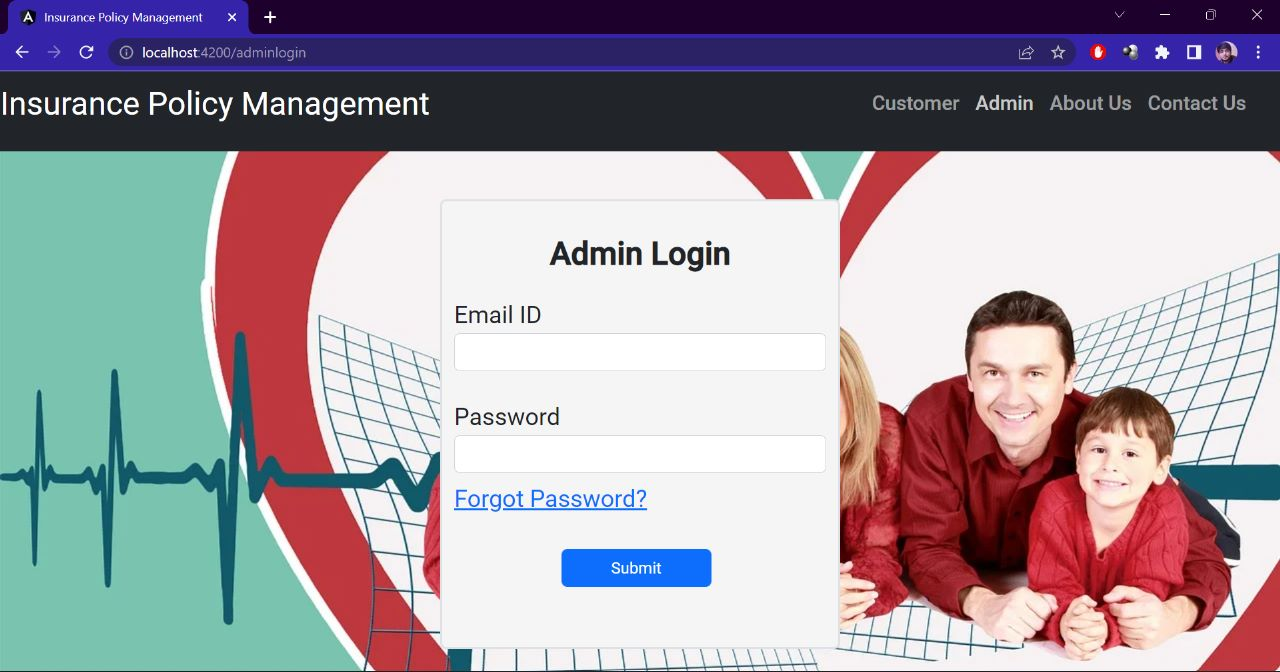 Insurance Policy Management
localhost:4200/adminlogin
Insurance Policy Management
Customer Admin About Us Contact Us
Admin Login
Email ID
Password
Forgot Password?
Submit